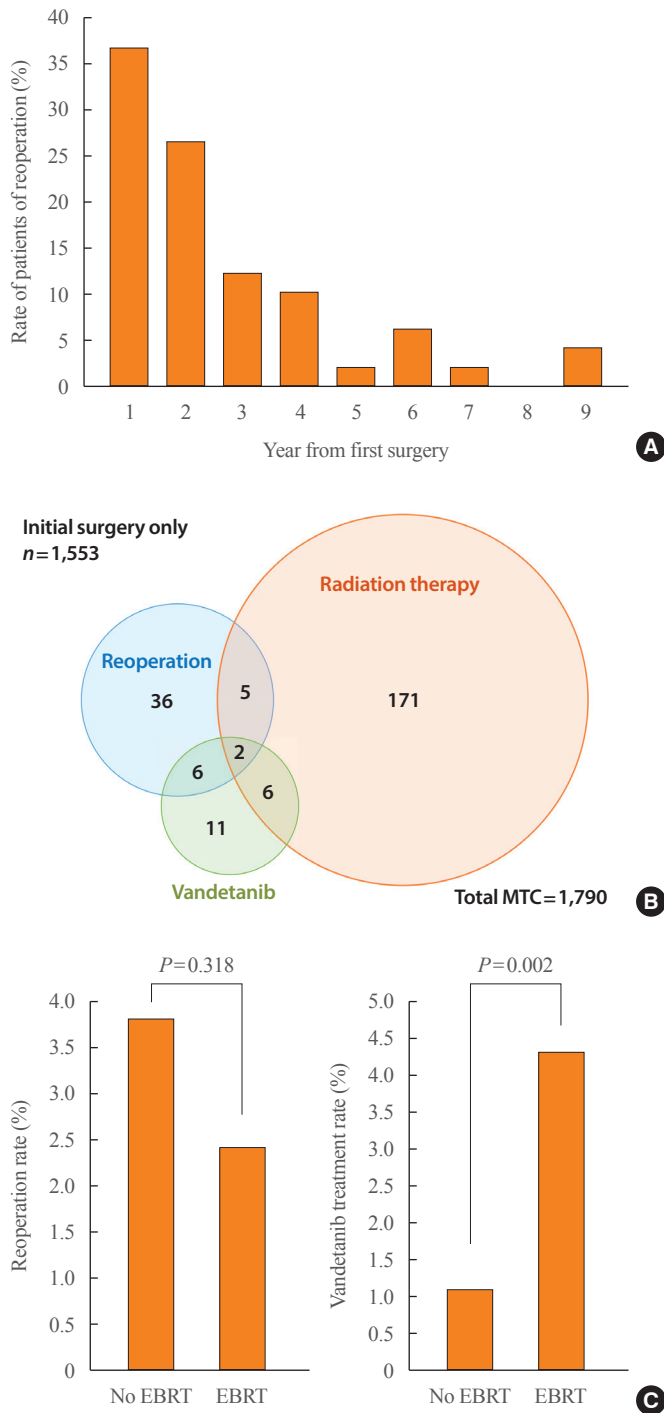 40
35
30
25
20
15
10
5
0
Rate of patients of reoperation (%)
1 2 3 4 5 6 7 8 9
Year from first surgery
A
Initial surgery only
n=1,553
Radiation therapy
Reoperation
36
5
171
2
6
6
11
Vandetanib
Total MTC=1,790
B
P=0.318
4.0
3.5
3.0
2.5
2.0
1.5
1.0
0.5
0
Reoperation rate (%)
No EBRT EBRT
P=0.002
5.0
4.5
4.0
3.5
3.0
2.5
2.0
1.5
1.0
0.5
0
Vandetanib treatment rate (%)
No EBRT EBRT
C